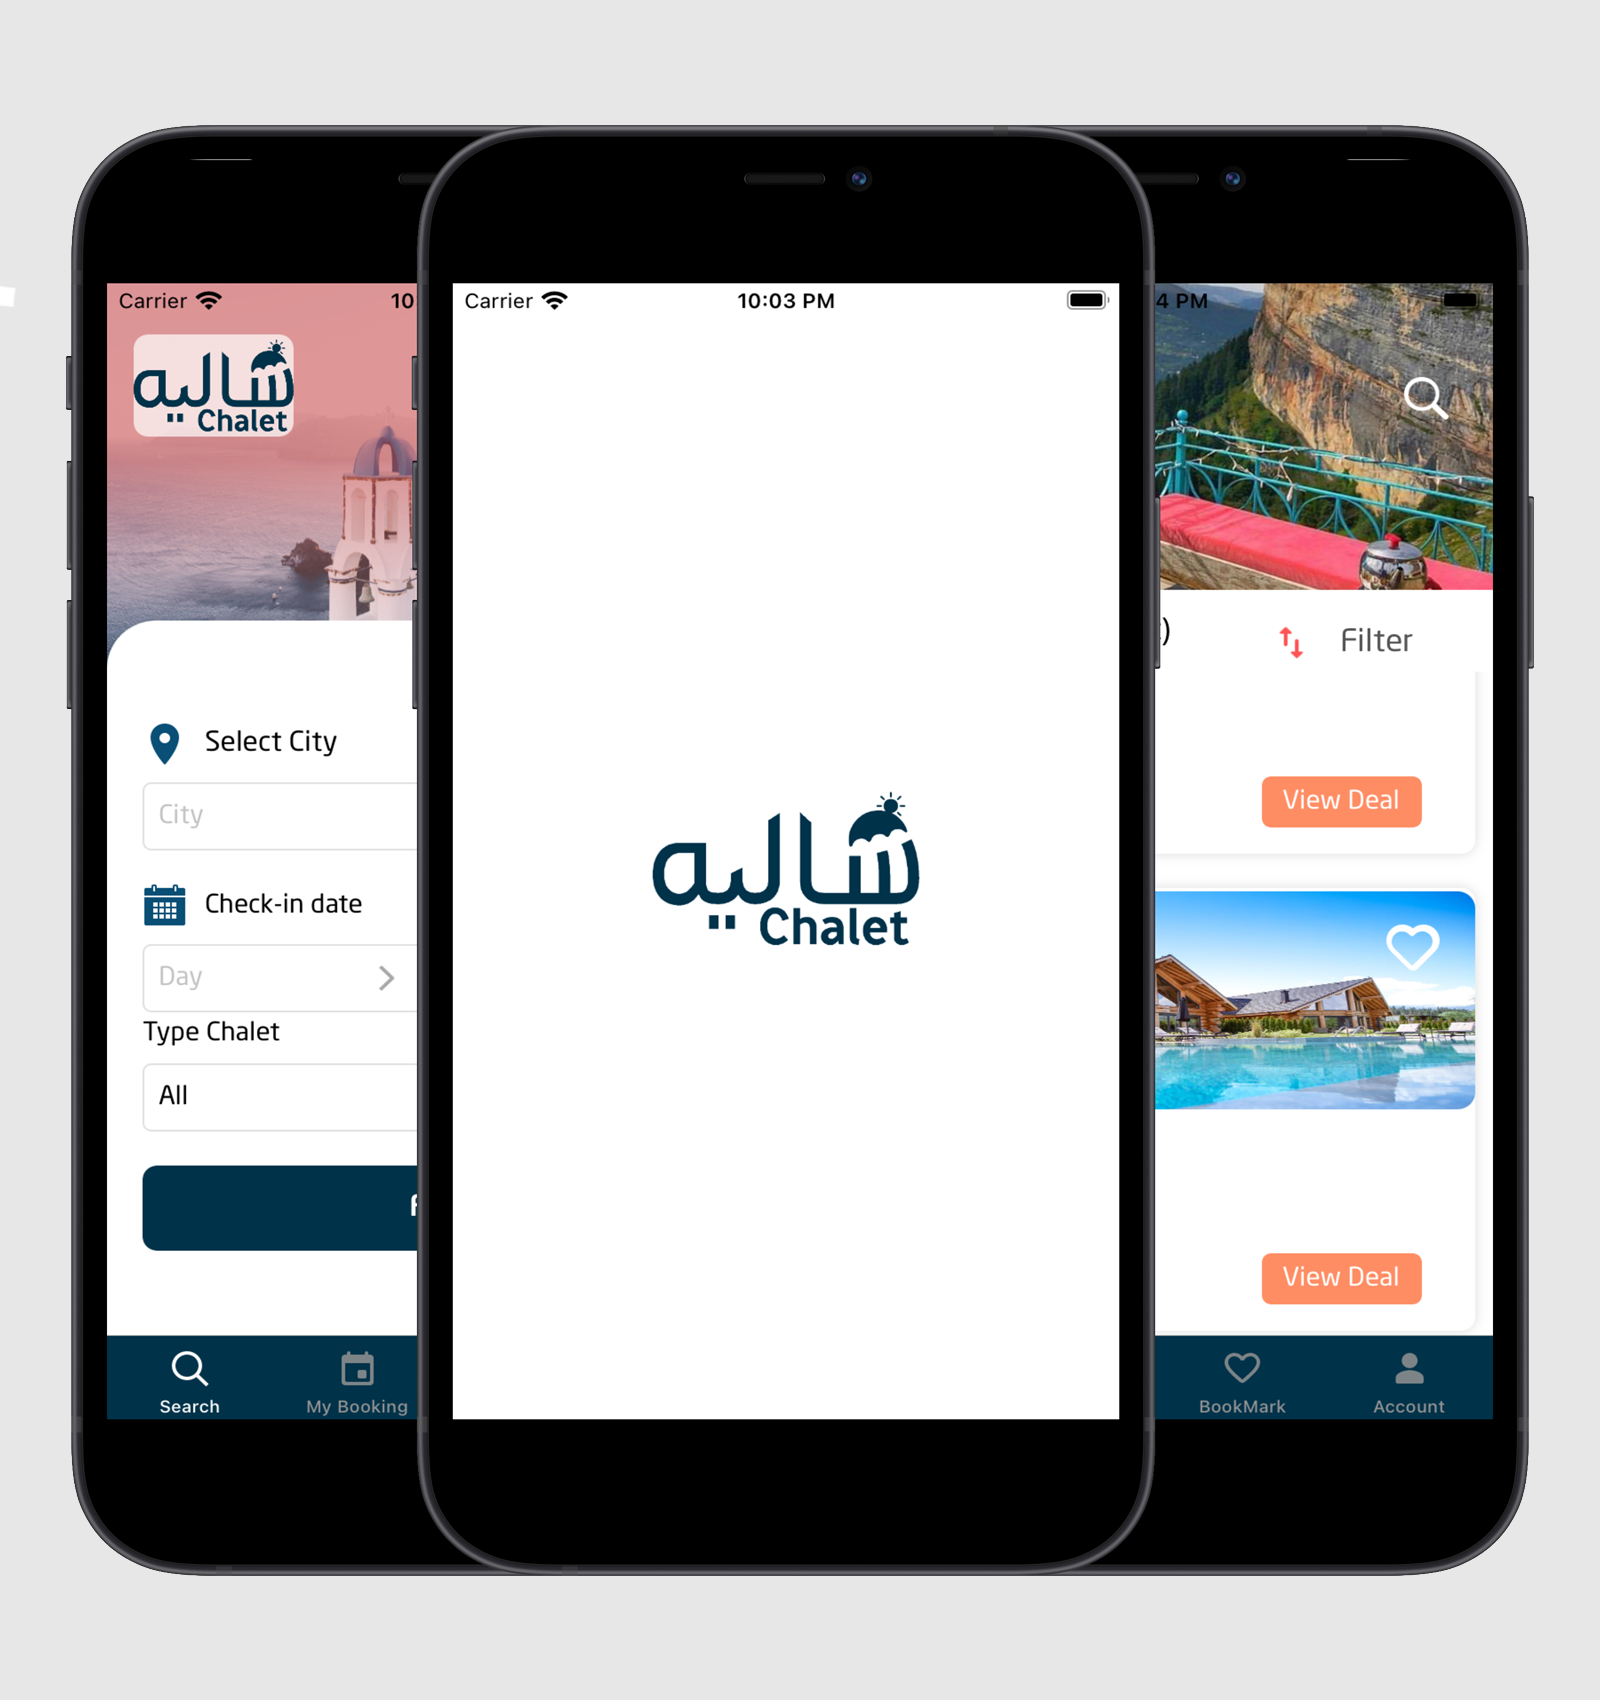 Carrier
10
شاليه
Chalet
Select City
City
Check-in date
Day
Type Chalet
All
Search
My Booking
Carrier
10:03 PM
شاليه
Chalet
4 PM
)
Filter
View Deal
View Deal
BookMark
Account